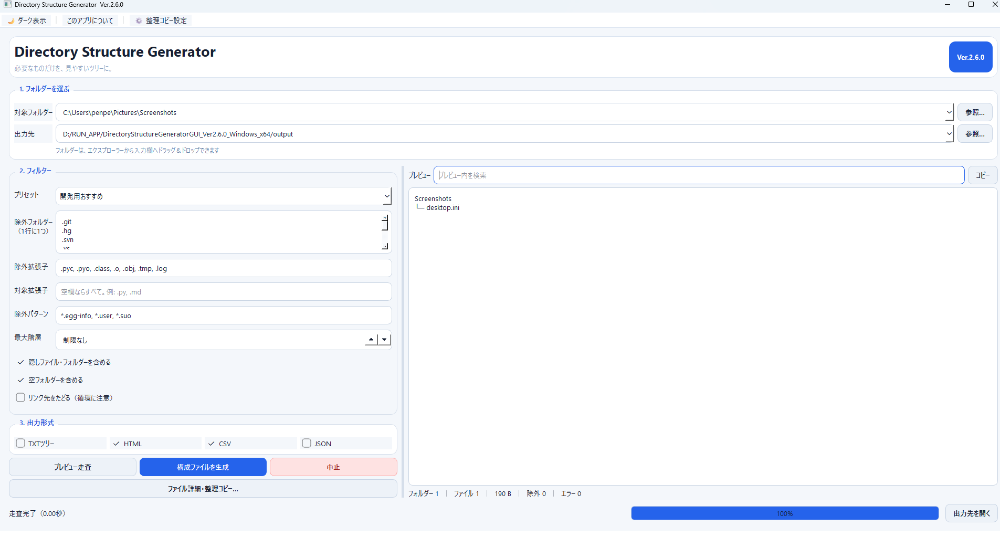 Directory Structure Generator Ver.2.6.0
ダーク表示
このアプリについて
整理コピー設定
Directory Structure Generator
必要なものだけを、見やすいツリーに。
Ver.2.6.0
1. フォルダーを選ぶ
対象フォルダー
C:\Users\penpe\Pictures\Screenshots
参照...
出力先
D:/RUN_APP/DirectoryStructureGeneratorGUI_Ver2.6.0_Windows_x64/output
参照...
フォルダーは、エクスプローラーから入力欄へドラッグ＆ドロップできます
2. フィルター
プリセット
開発用おすすめ
除外フォルダー
（1行に1つ）
.git
.hg
.svn
.vs
除外拡張子
.pyc, .pyo, .class, .o, .obj, .tmp, .log
対象拡張子
空欄ならすべて。例: .py, .md
除外パターン
*.egg-info, *.user, *.suo
最大階層
制限なし
隠しファイル・フォルダーを含める
空フォルダーを含める
リンク先をたどる（循環に注意）
3. 出力形式
TXTツリー
HTML
CSV
JSON
プレビュー走査
構成ファイルを生成
中止
ファイル詳細・整理コピー...
プレビュー
プレビュー内を検索
コピー
Screenshots
└─ desktop.ini
フォルダー 1
ファイル 1
190 B
除外 0
エラー 0
走査完了（0.00秒）
100%
出力先を開く